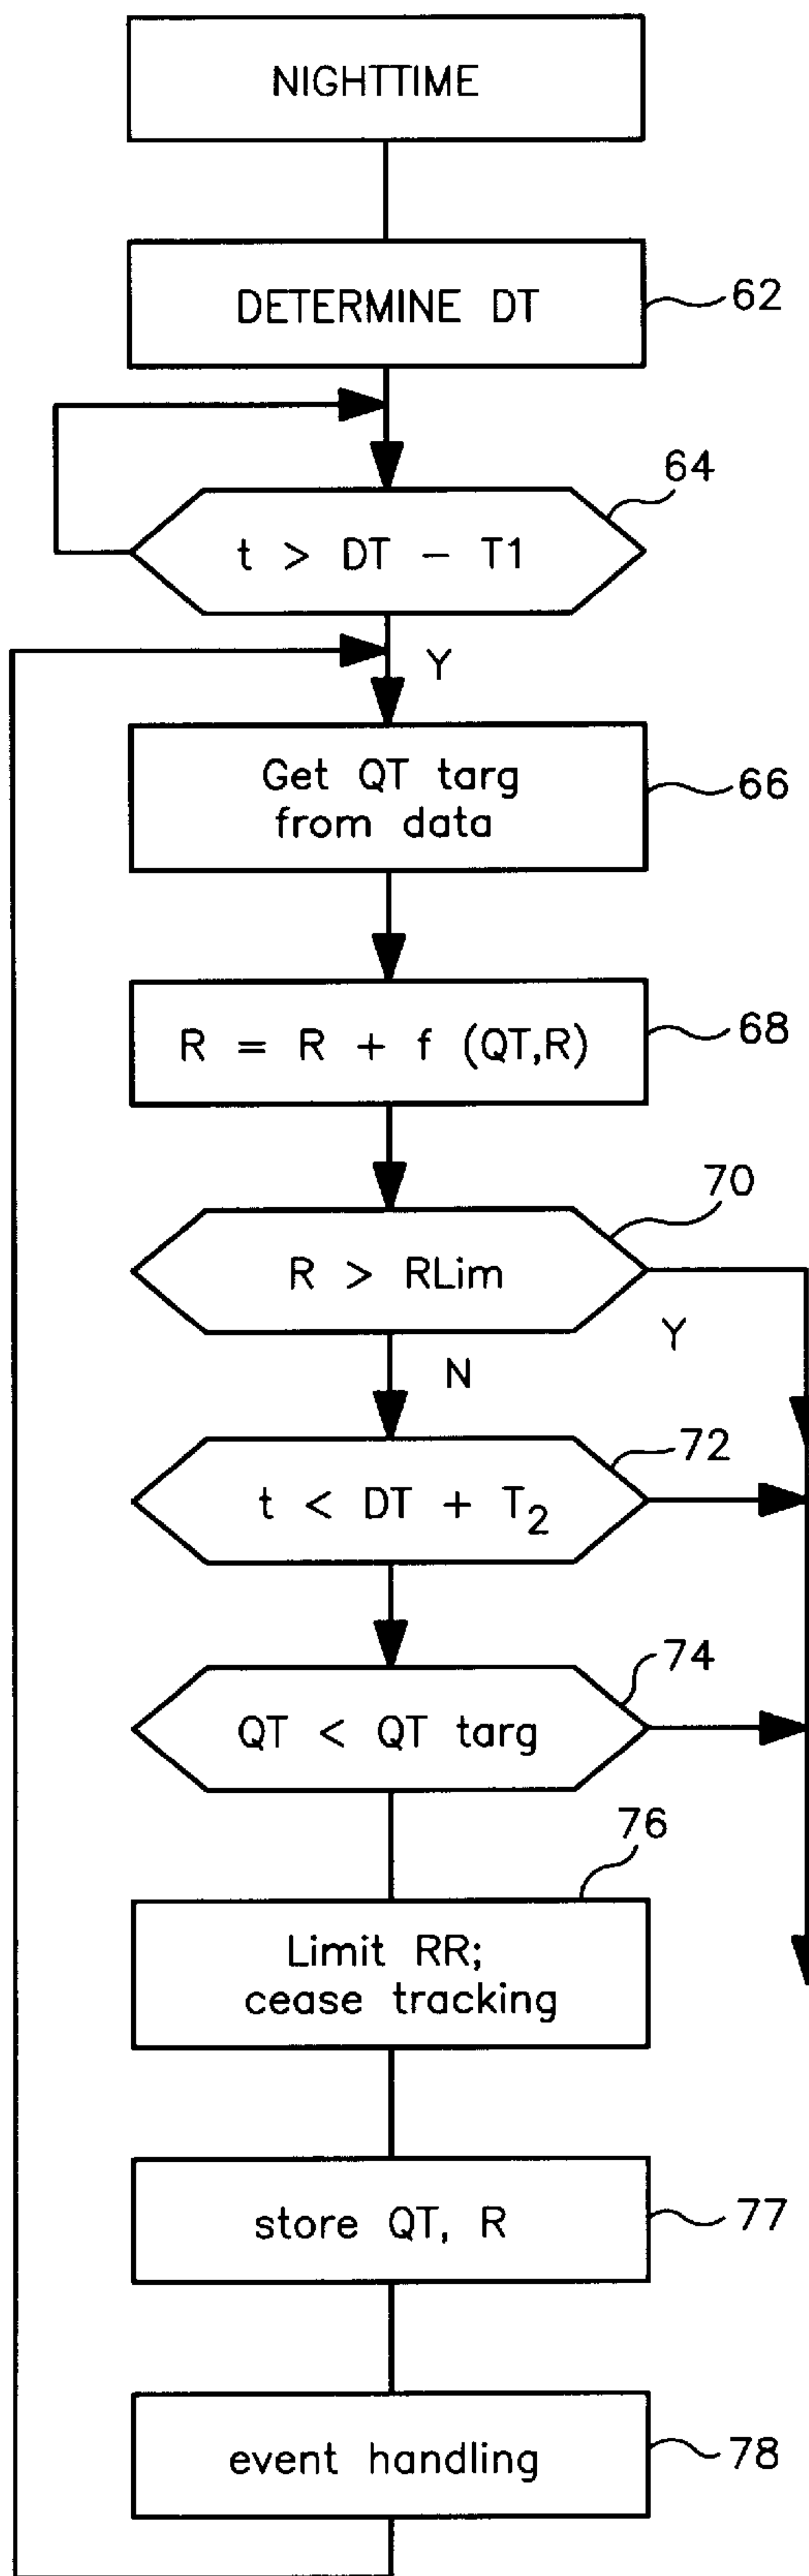 NIGHTTIME
DETERMINE DT
62
64
t > DT - T1
Y
Get QT targ
from data
66
R = R + f (QT,R)
68
70
R > RLim
Y
N
72
t < DT + T₂
74
QT < QT targ
76
Limit RR;
cease tracking
store QT, R
77
event handling
78